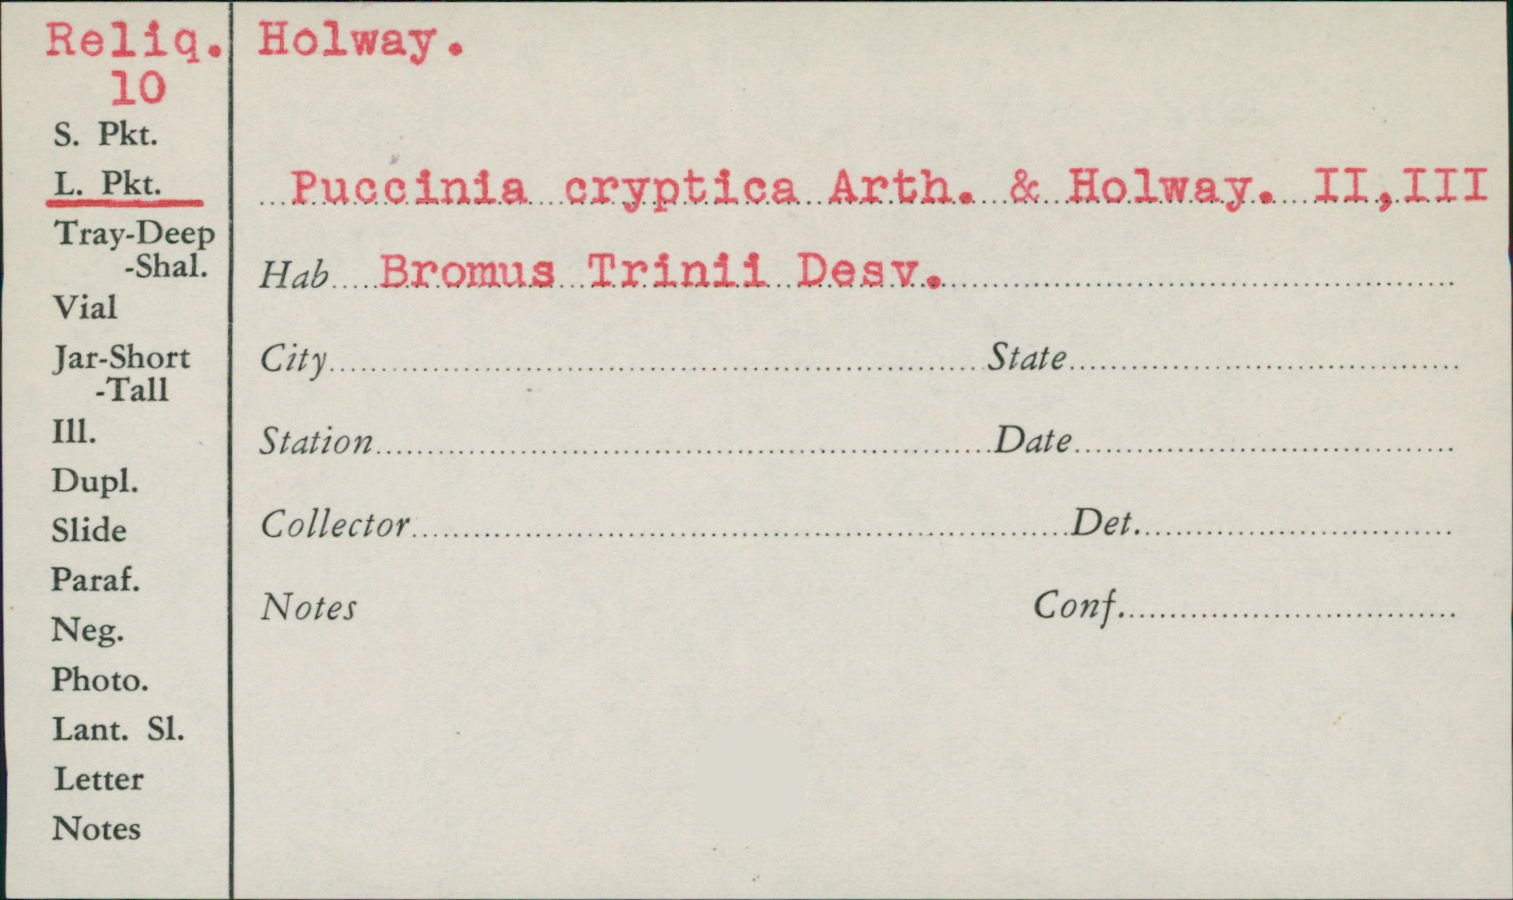 Reliq. Holway.
10
S. Pkt.
L. Pkt.
Puccinia cryptica Arth. & Holway. II,III
Tray-Deep
-Shal.
Hab Bromus Trinii Desv.
Vial
Jar-Short
-Tall
City State
Ill.
Station Date
Dupl.
Slide
Collector Det.
Paraf.
Neg.
Notes Conf.
Photo.
Lant. Sl.
Letter
Notes